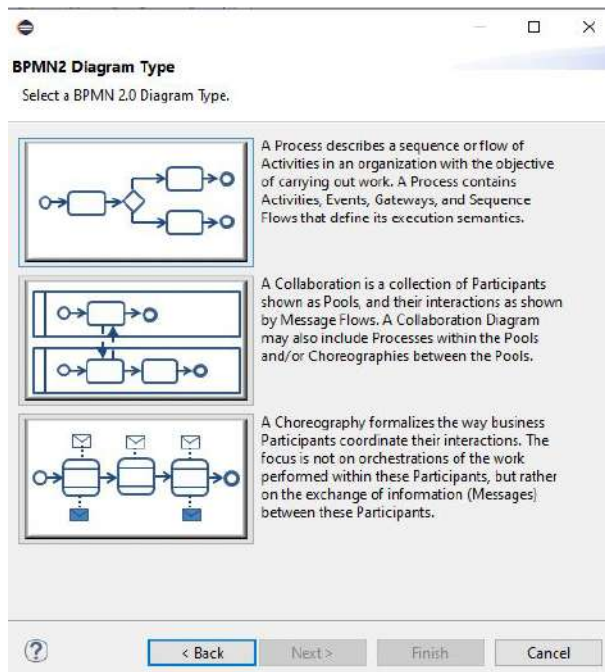 BPMN2 Diagram Type
Select a BPMN 2.0 Diagram Type.
A Process describes a sequence or flow of
Activities in an organization with the objective
of carrying out work. A Process contains
Activities, Events, Gateways, and Sequence
Flows that define its execution semantics.
A Collaboration is a collection of Participants
shown as Pools, and their interactions as shown
by Message Flows. A Collaboration Diagram
may also include Processes within the Pools
and/or Choreographies between the Pools.
A Choreography formalizes the way business
Participants coordinate their interactions. The
focus is not on orchestrations of the work
performed within these Participants, but rather
on the exchange of information (Messages)
between these Participants.
? < Back Next > Finish Cancel